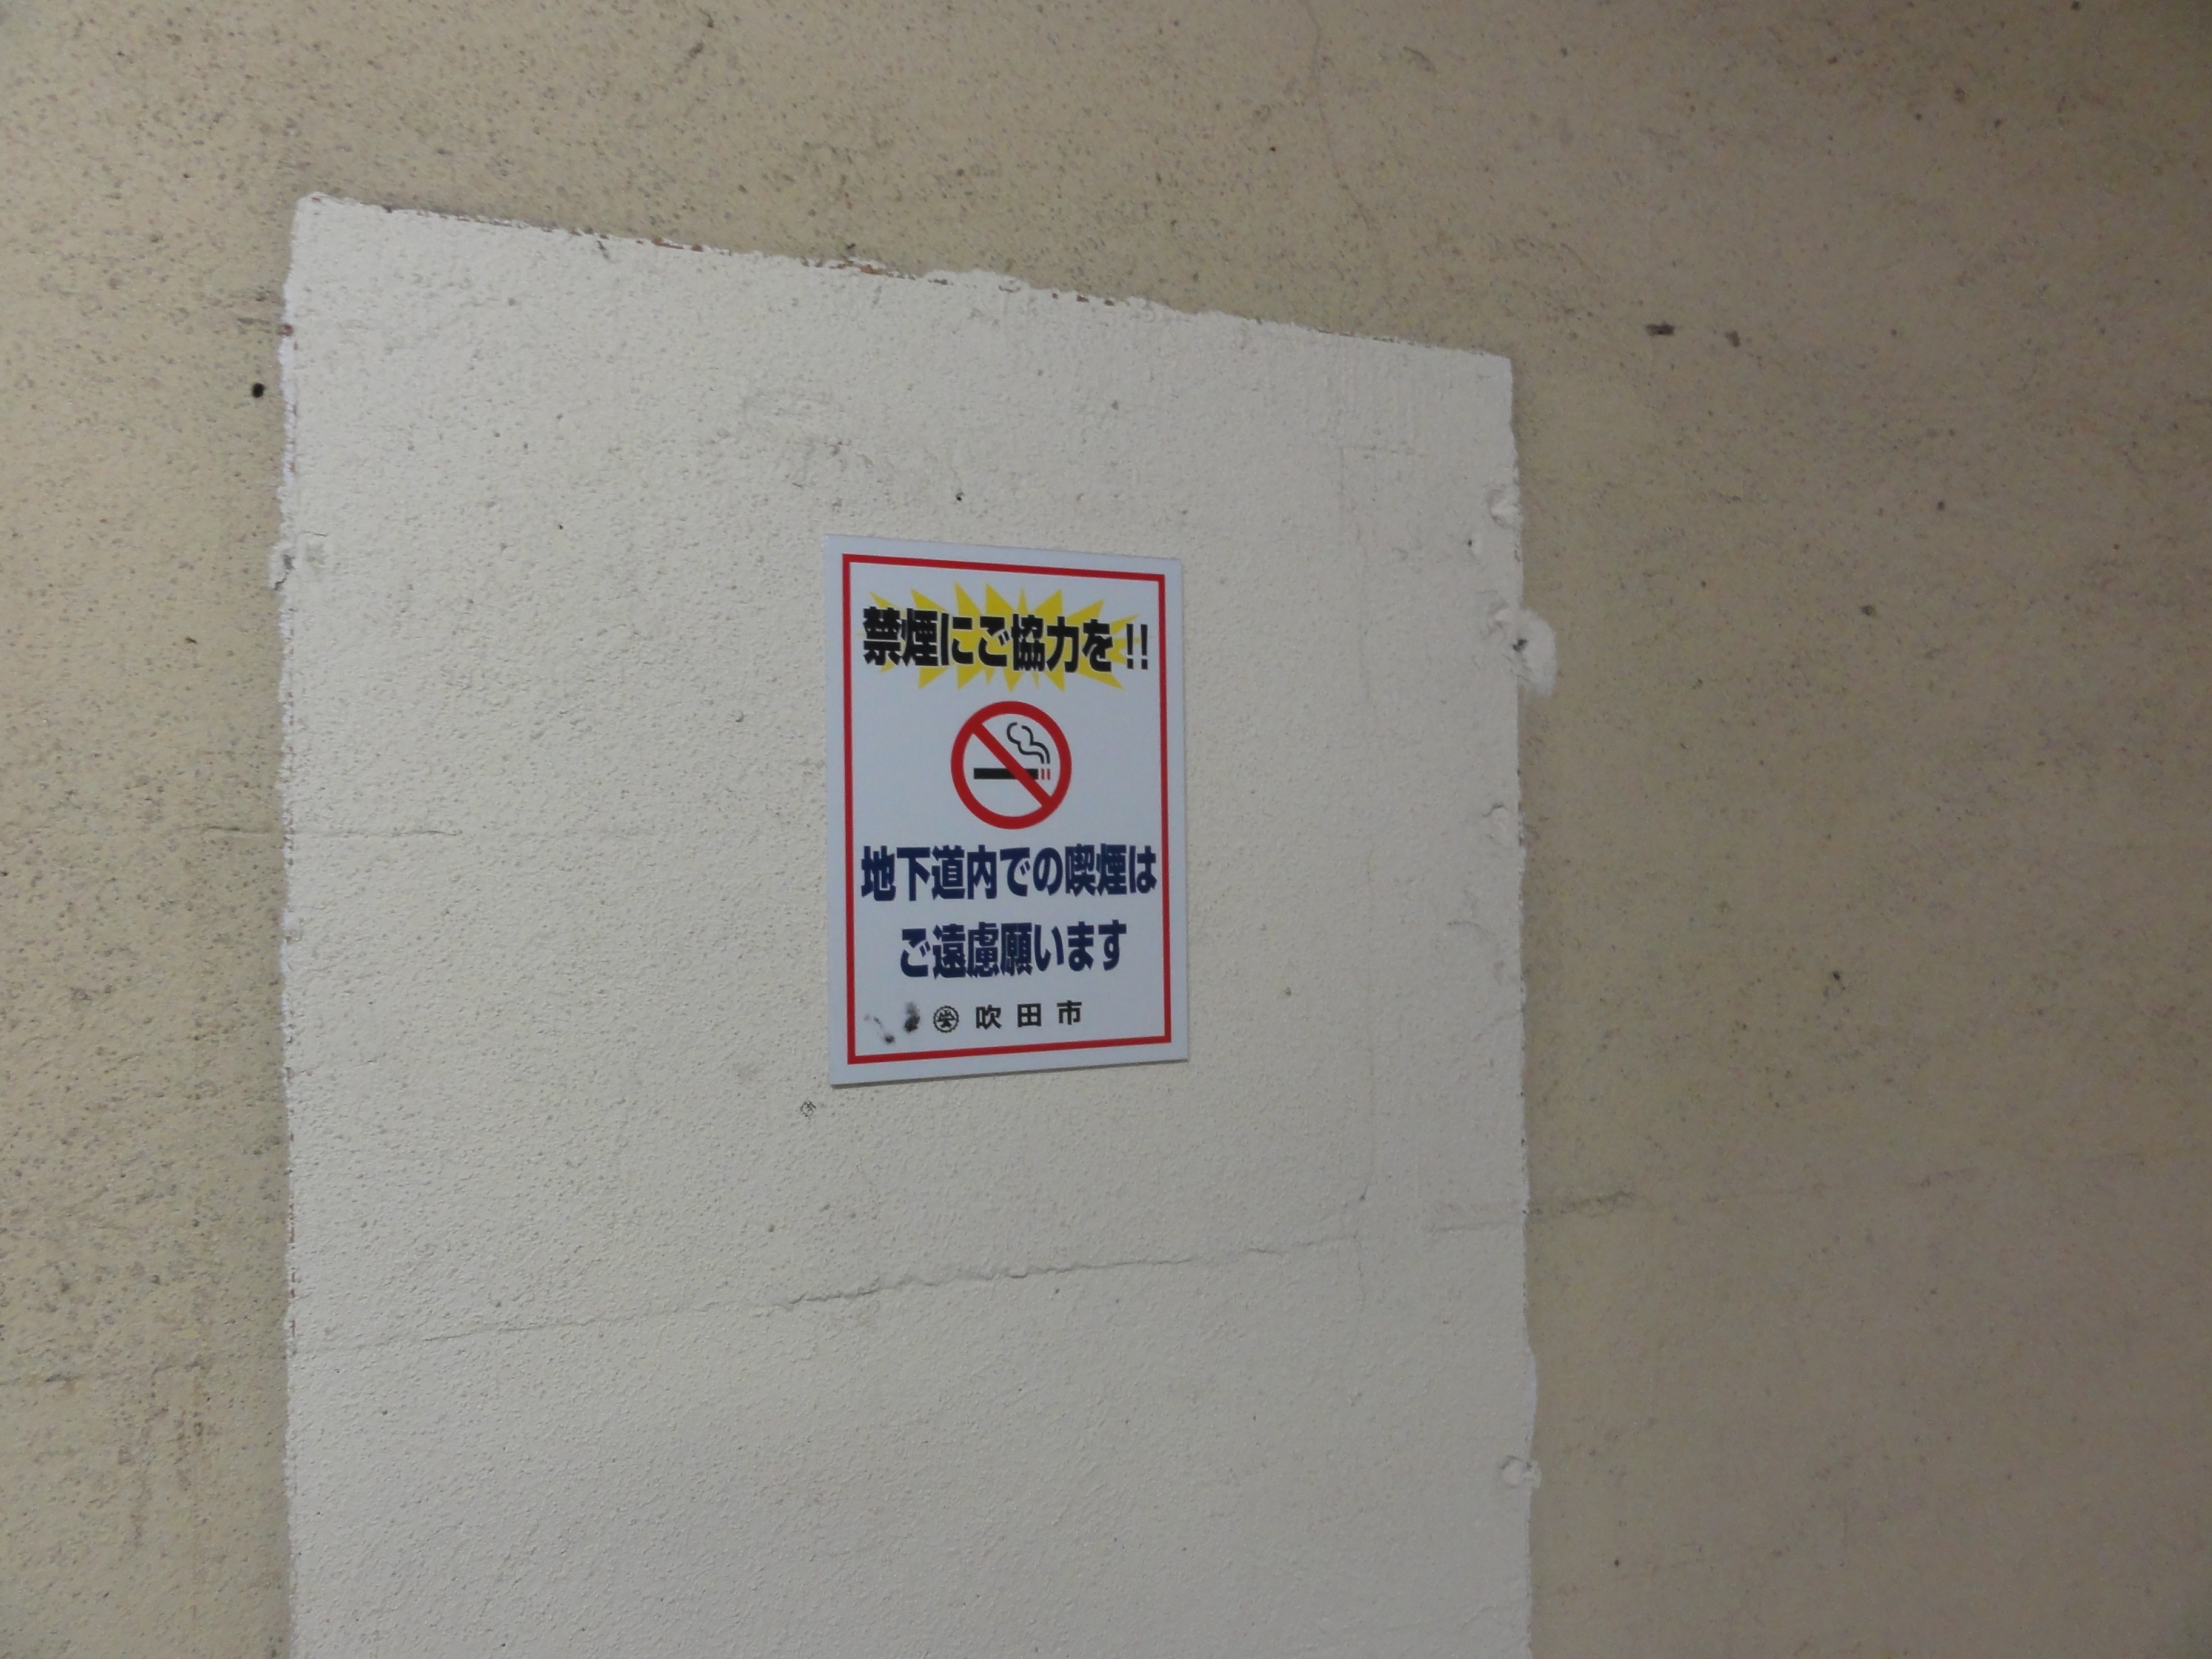 禁煙にご協力を!!
地下道内での喫煙は
ご遠慮願います
吹田市